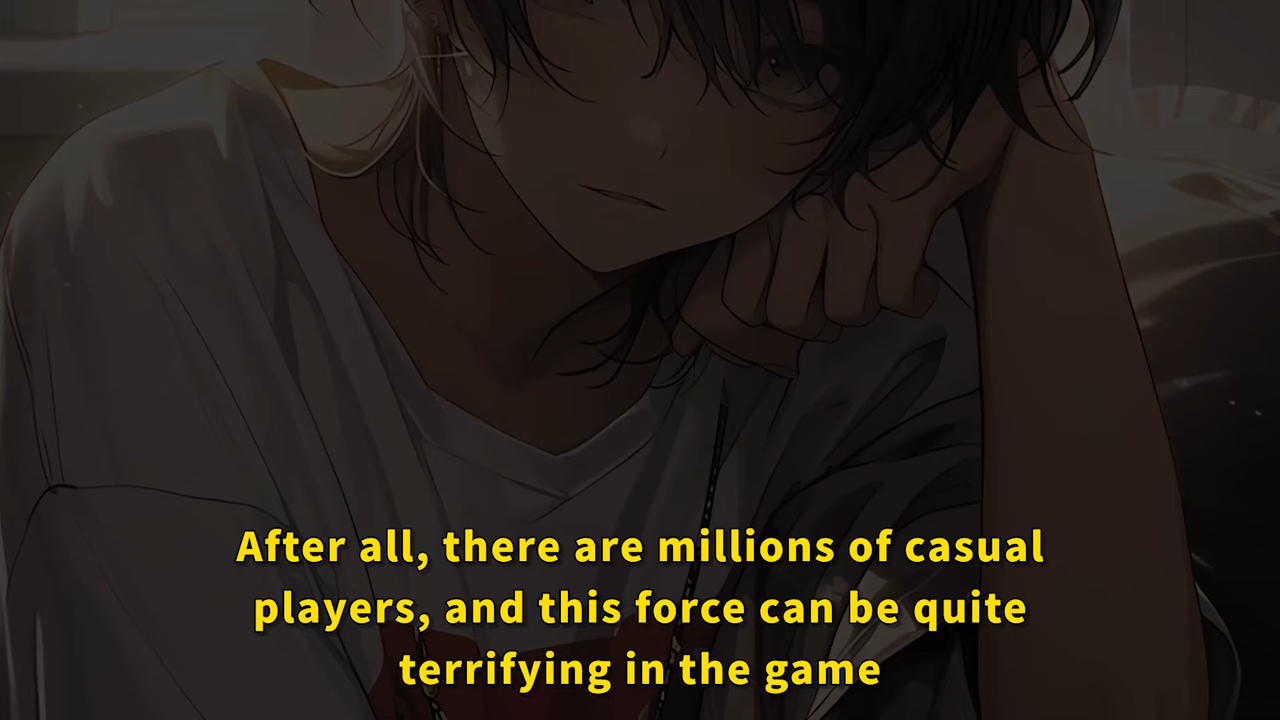 After all, there are millions of casual
players, and this force can be quite
terrifying in the game